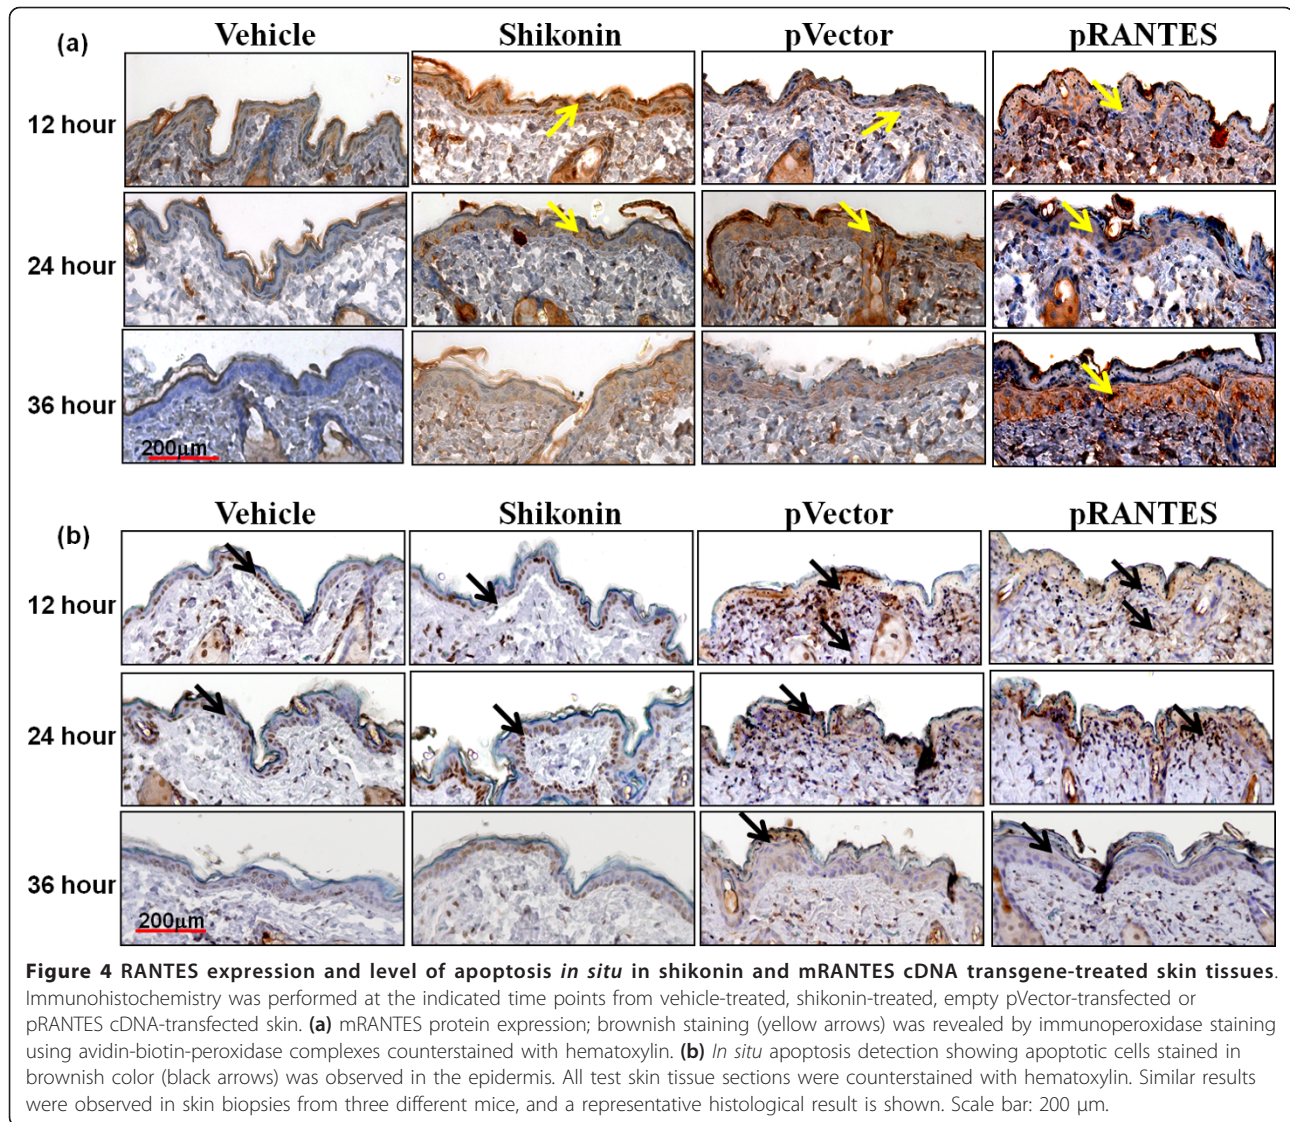 (a)
Vehicle Shikonin pVector pRANTES
12 hour
24 hour
36 hour
200µm
(b)
Vehicle Shikonin pVector pRANTES
12 hour
24 hour
36 hour
200µm
Figure 4 RANTES expression and level of apoptosis in situ in shikonin and mRANTES cDNA transgene-treated skin tissues.
Immunohistochemistry was performed at the indicated time points from vehicle-treated, shikonin-treated, empty pVector-transfected or
pRANTES cDNA-transfected skin. (a) mRANTES protein expression; brownish staining (yellow arrows) was revealed by immunoperoxidase staining
using avidin-biotin-peroxidase complexes counterstained with hematoxylin. (b) In situ apoptosis detection showing apoptotic cells stained in
brownish color (black arrows) was observed in the epidermis. All test skin tissue sections were counterstained with hematoxylin. Similar results
were observed in skin biopsies from three different mice, and a representative histological result is shown. Scale bar: 200 μm.